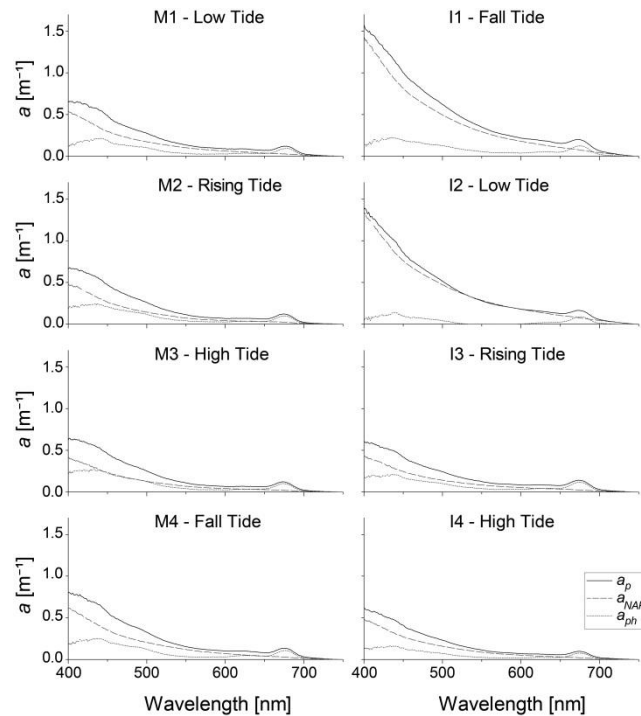 M1 - Low Tide
1.5
1.0
0.5
0.0
a [m⁻¹]
I1 - Fall Tide
M2 - Rising Tide
1.5
1.0
0.5
0.0
a [m⁻¹]
I2 - Low Tide
M3 - High Tide
1.5
1.0
0.5
0.0
a [m⁻¹]
I3 - Rising Tide
M4 - Fall Tide
1.5
1.0
0.5
0.0
a [m⁻¹]
400 500 600 700
Wavelength [nm]
I4 - High Tide
a_p
a_NAP
a_ph
400 500 600 700
Wavelength [nm]